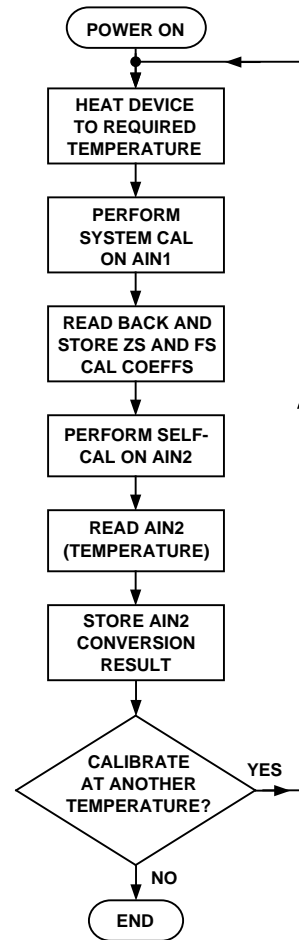 POWER ON
HEAT DEVICE
TO REQUIRED
TEMPERATURE
PERFORM
SYSTEM CAL
ON AIN1
READ BACK AND
STORE ZS AND FS
CAL COEFFS
PERFORM SELF-
CAL ON AIN2
READ AIN2
(TEMPERATURE)
STORE AIN2
CONVERSION
RESULT
CALIBRATE
AT ANOTHER
TEMPERATURE?
YES
NO
END